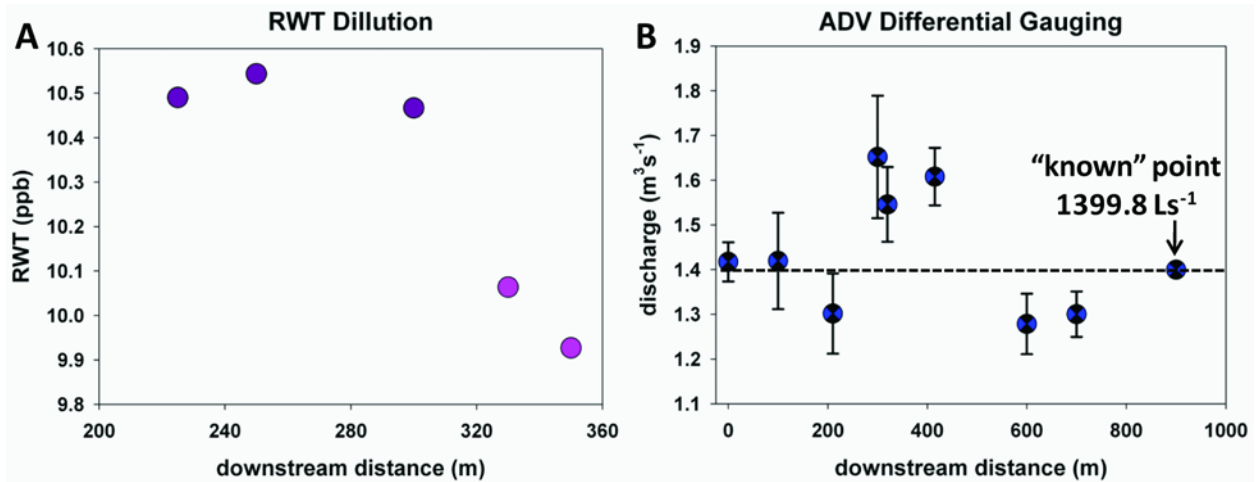 A
RWT Dillution
10.6
10.5
10.4
10.3
10.2
10.1
10.0
9.9
9.8
RWT (ppb)
200 240 280 320 360
downstream distance (m)
B
ADV Differential Gauging
1.9
1.8
1.7
1.6
1.5
1.4
1.3
1.2
1.1
discharge (m³s⁻¹)
“known” point
1399.8 Ls⁻¹
0 200 400 600 800 1000
downstream distance (m)